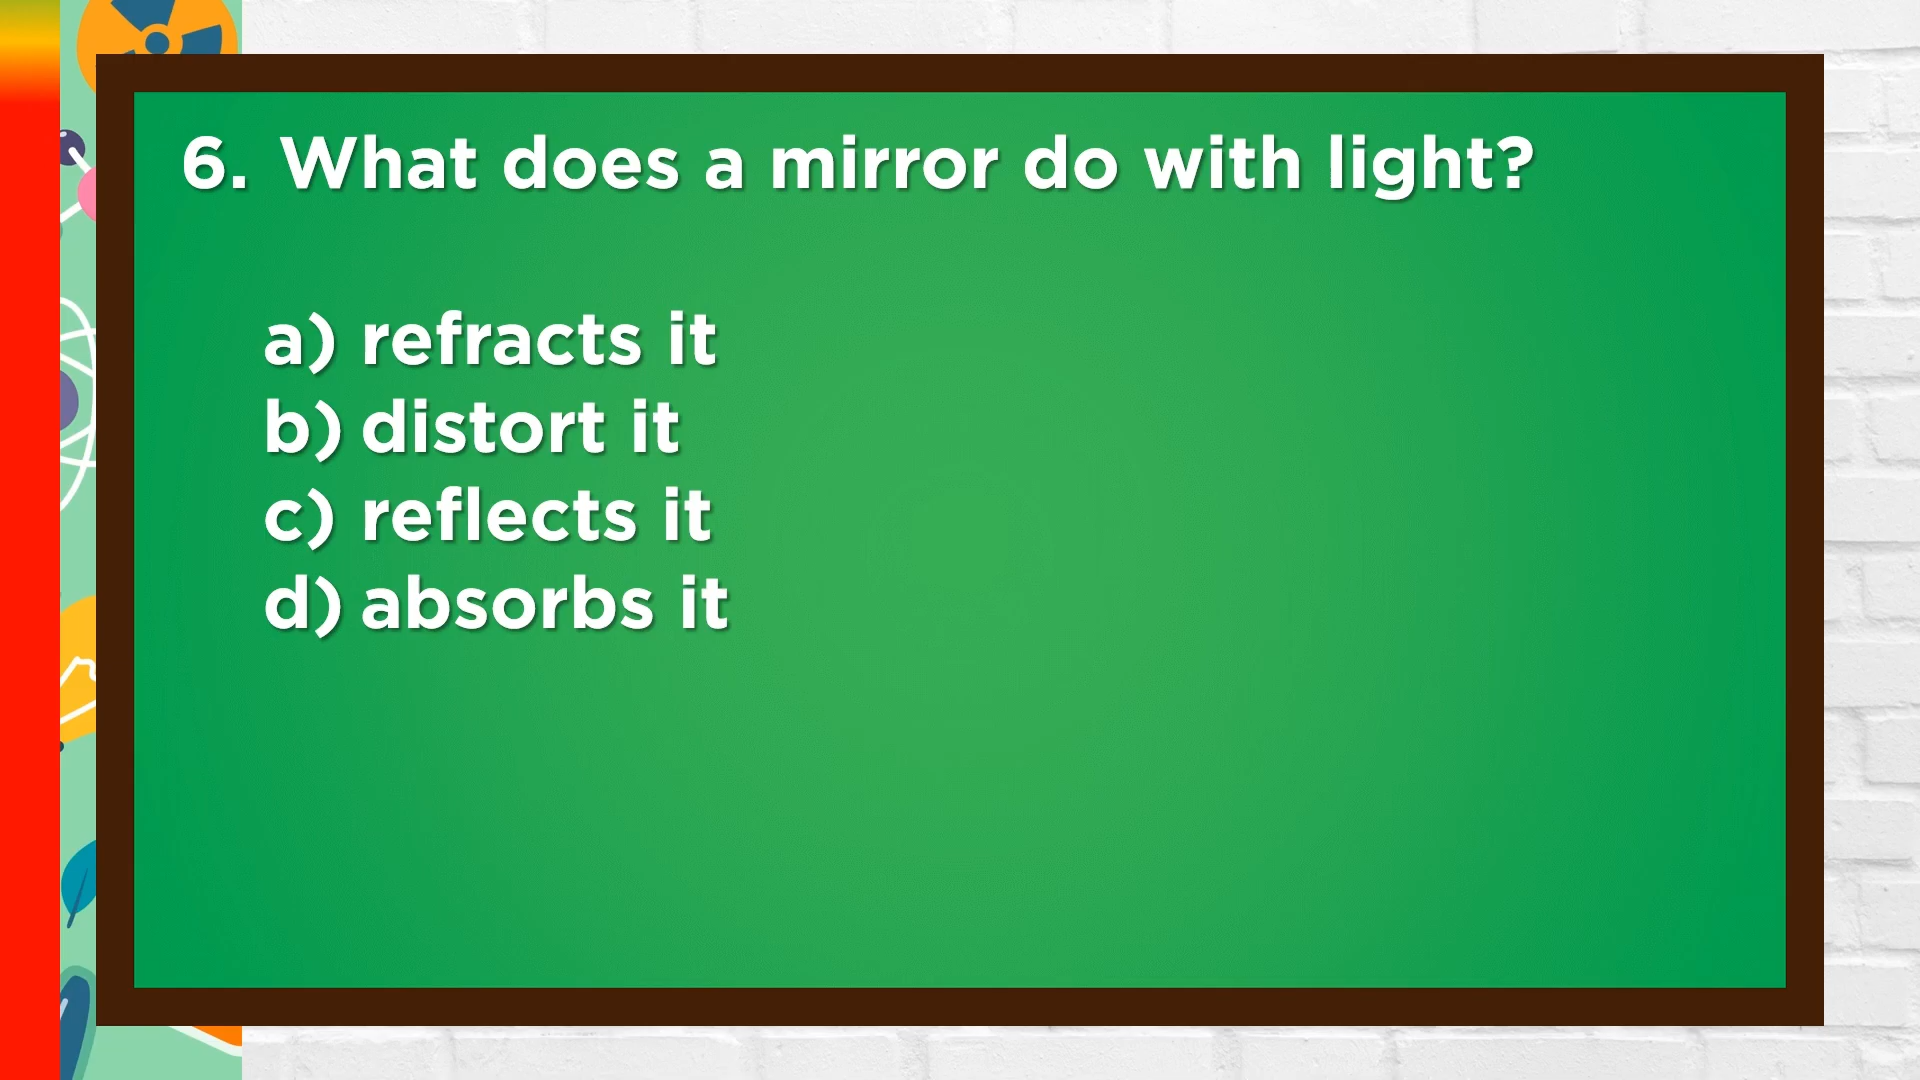 6. What does a mirror do with light?
a) refracts it
b) distort it
c) reflects it
d) absorbs it